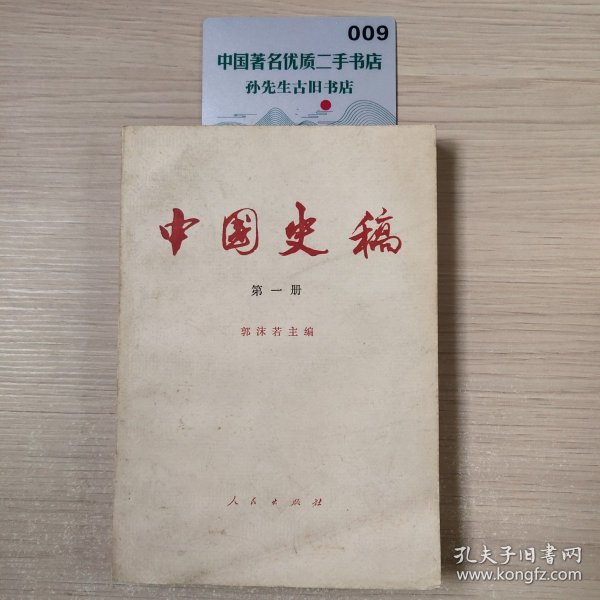 009
中国著名优质二手书店
孙先生古旧书店
中国史稿
第一册
郭沫若主编
人民出版社
孔夫子旧书网
www.kongfz.com